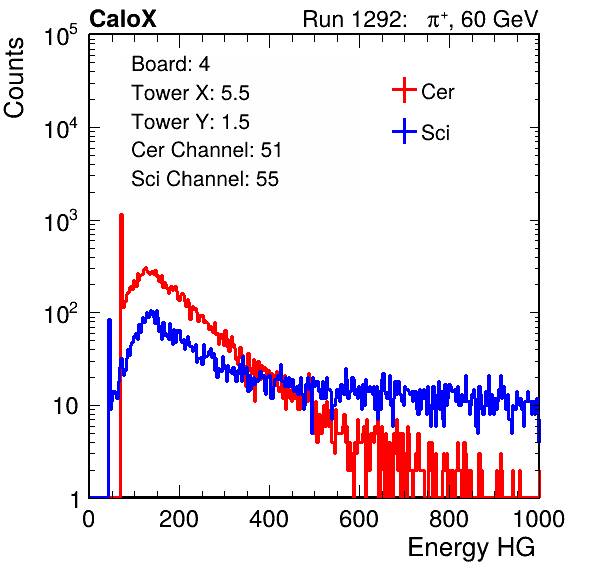 CaloX Run 1292: π⁺, 60 GeV
Counts
10⁵
10⁴
10³
10²
10
1
Board: 4
Tower X: 5.5
Tower Y: 1.5
Cer Channel: 51
Sci Channel: 55
Cer
Sci
0 200 400 600 800 1000
Energy HG